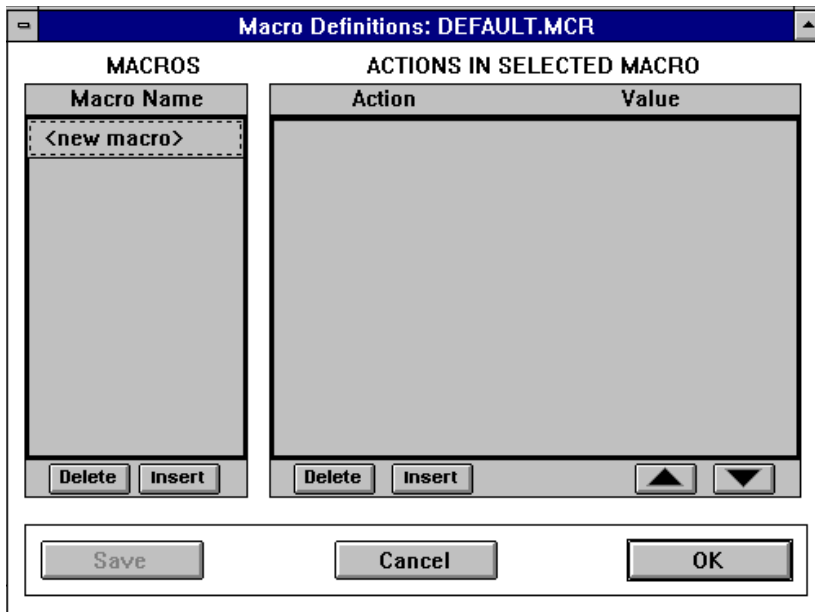 Macro Definitions: DEFAULT.MCR
MACROS
ACTIONS IN SELECTED MACRO
Macro Name
Action Value
<new macro>
Delete Insert
Delete Insert
Save Cancel OK